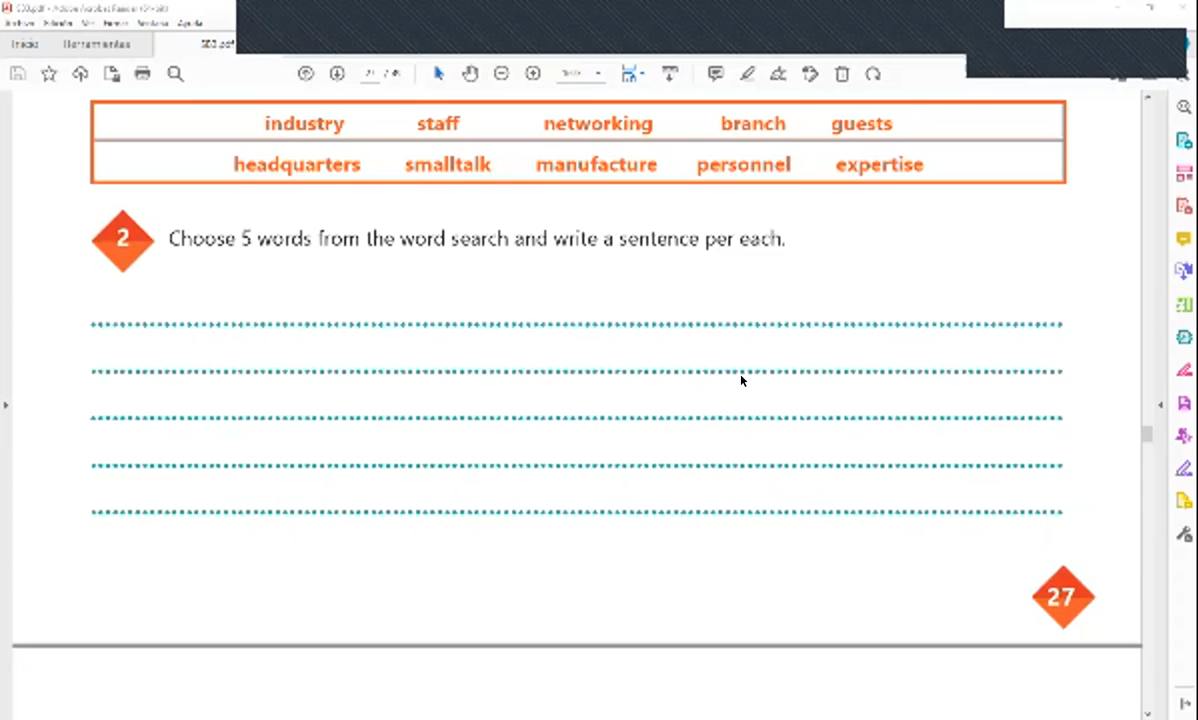 Inicio Herramientas
industry staff networking branch guests
headquarters smalltalk manufacture personnel expertise
2 Choose 5 words from the word search and write a sentence per each.
27